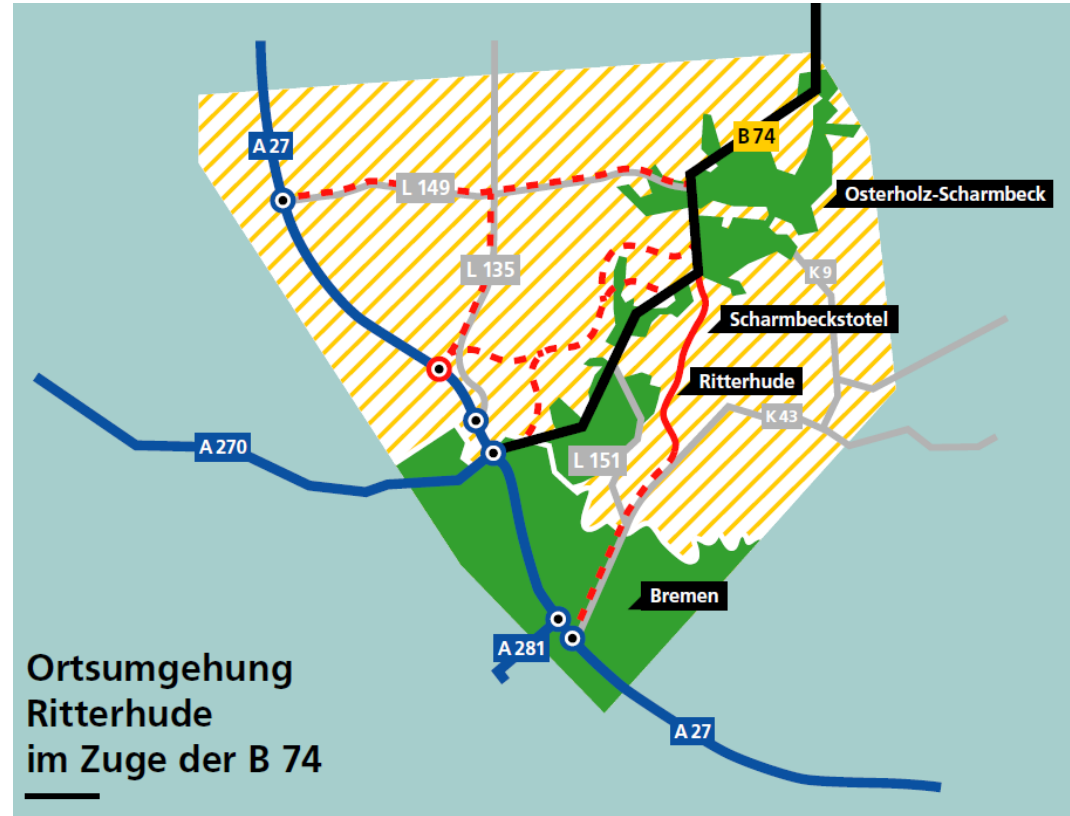 B 74
A 27
L 149
Osterholz-Scharmbeck
L 135
K 9
Scharmbeckstotel
Ritterhude
K 43
A 270
L 151
Bremen
A 281
Ortsumgehung
Ritterhude
im Zuge der B 74
A 27